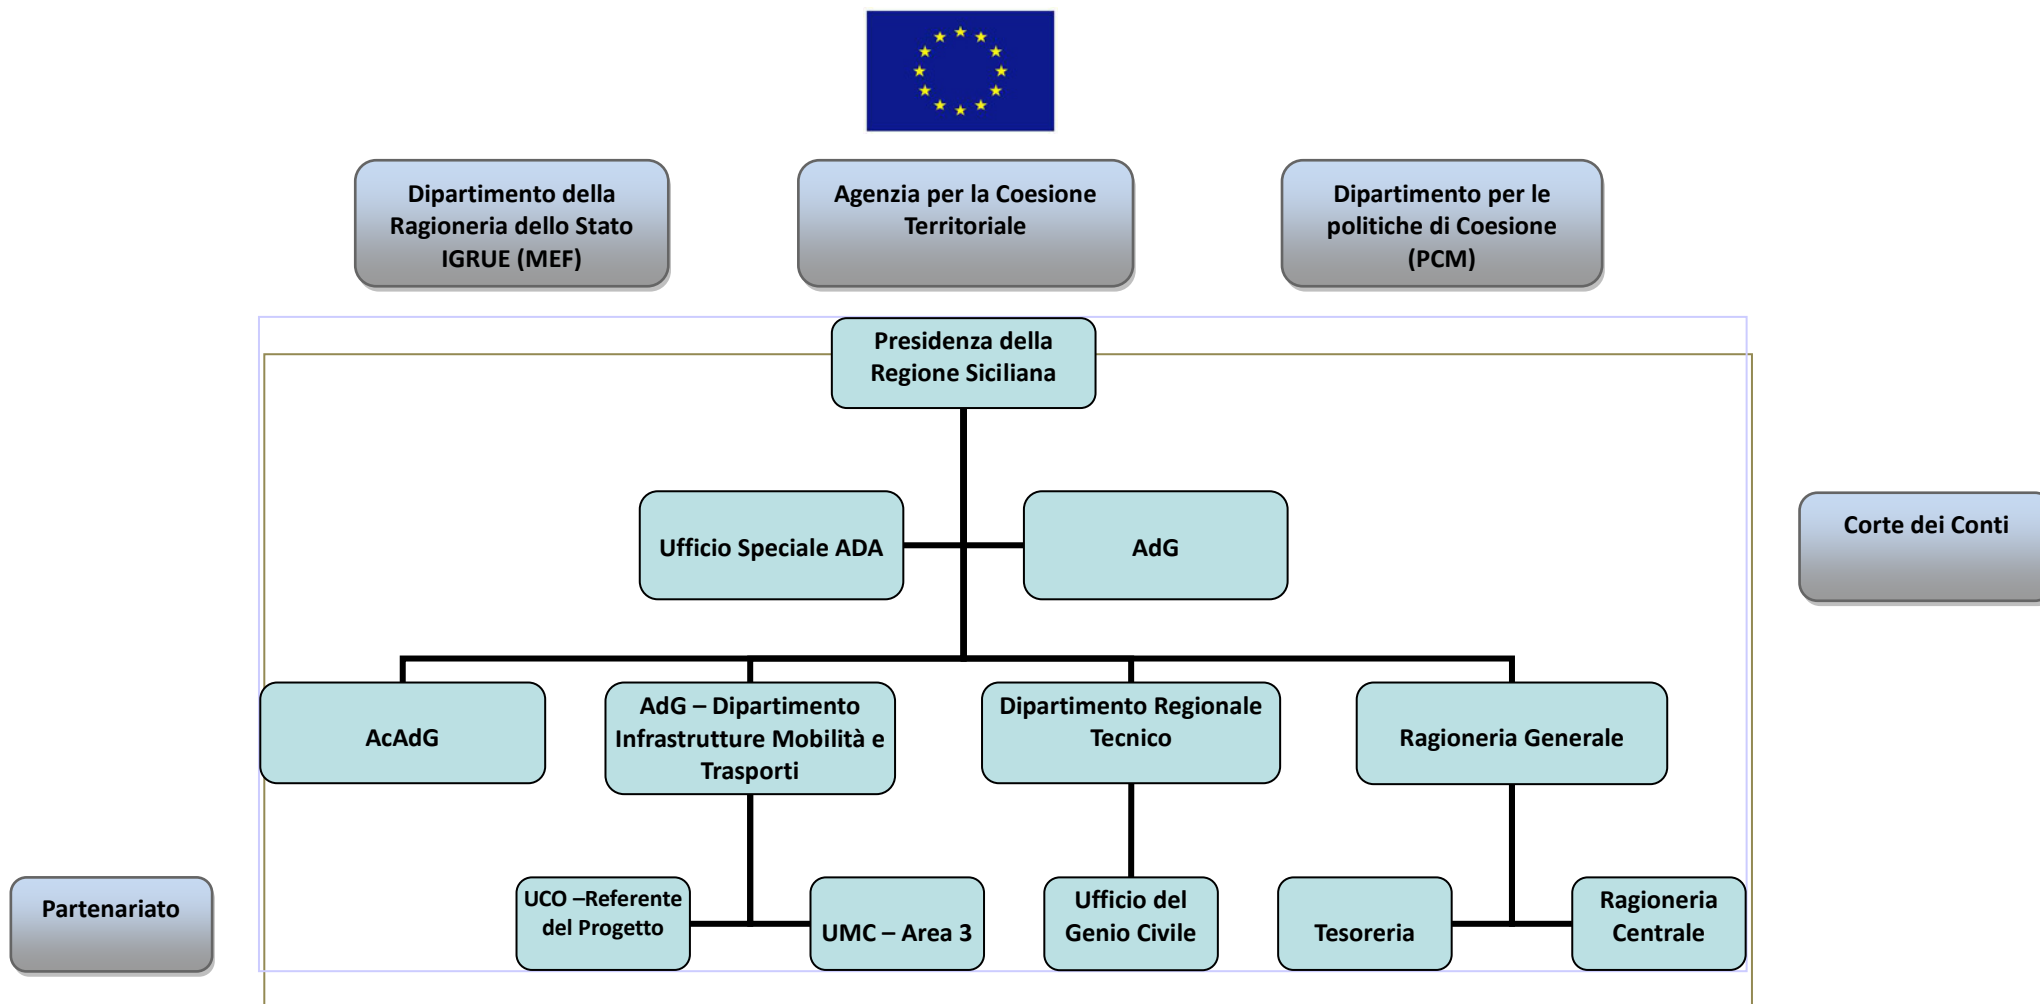 Dipartimento della
Ragioneria dello Stato
IGRUE (MEF)
Agenzia per la Coesione
Territoriale
Dipartimento per le
politiche di Coesione
(PCM)
Presidenza della
Regione Siciliana
Ufficio Speciale ADA
AdG
Corte dei Conti
AcAdG
AdG – Dipartimento
Infrastrutture Mobilità e
Trasporti
Dipartimento Regionale
Tecnico
Ragioneria Generale
Partenariato
UCO –Referente
del Progetto
UMC – Area 3
Ufficio del
Genio Civile
Tesoreria
Ragioneria
Centrale